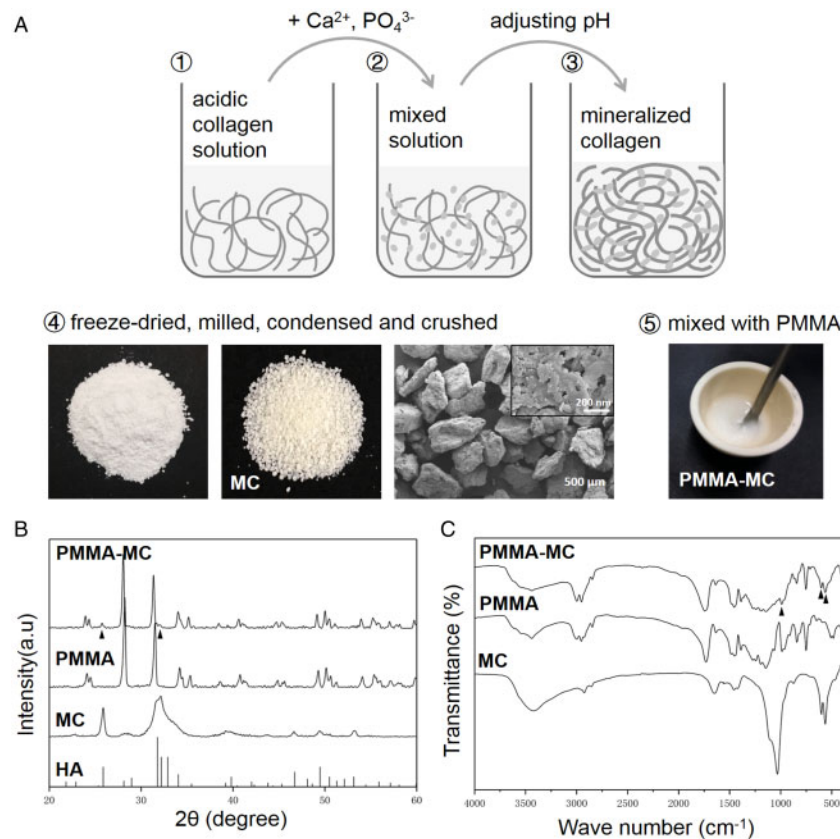 A
+ Ca²⁺, PO₄³⁻
adjusting pH
①
②
③
acidic
collagen
solution
mixed
solution
mineralized
collagen
④ freeze-dried, milled, condensed and crushed
⑤ mixed with PMMA
MC
200 nm
500 μm
PMMA-MC
B
PMMA-MC
PMMA
MC
HA
Intensity(a.u)
20
30
40
50
60
2θ (degree)
C
PMMA-MC
PMMA
MC
Transmittance (%)
4000
3500
3000
2500
2000
1500
1000
500
Wave number (cm⁻¹)